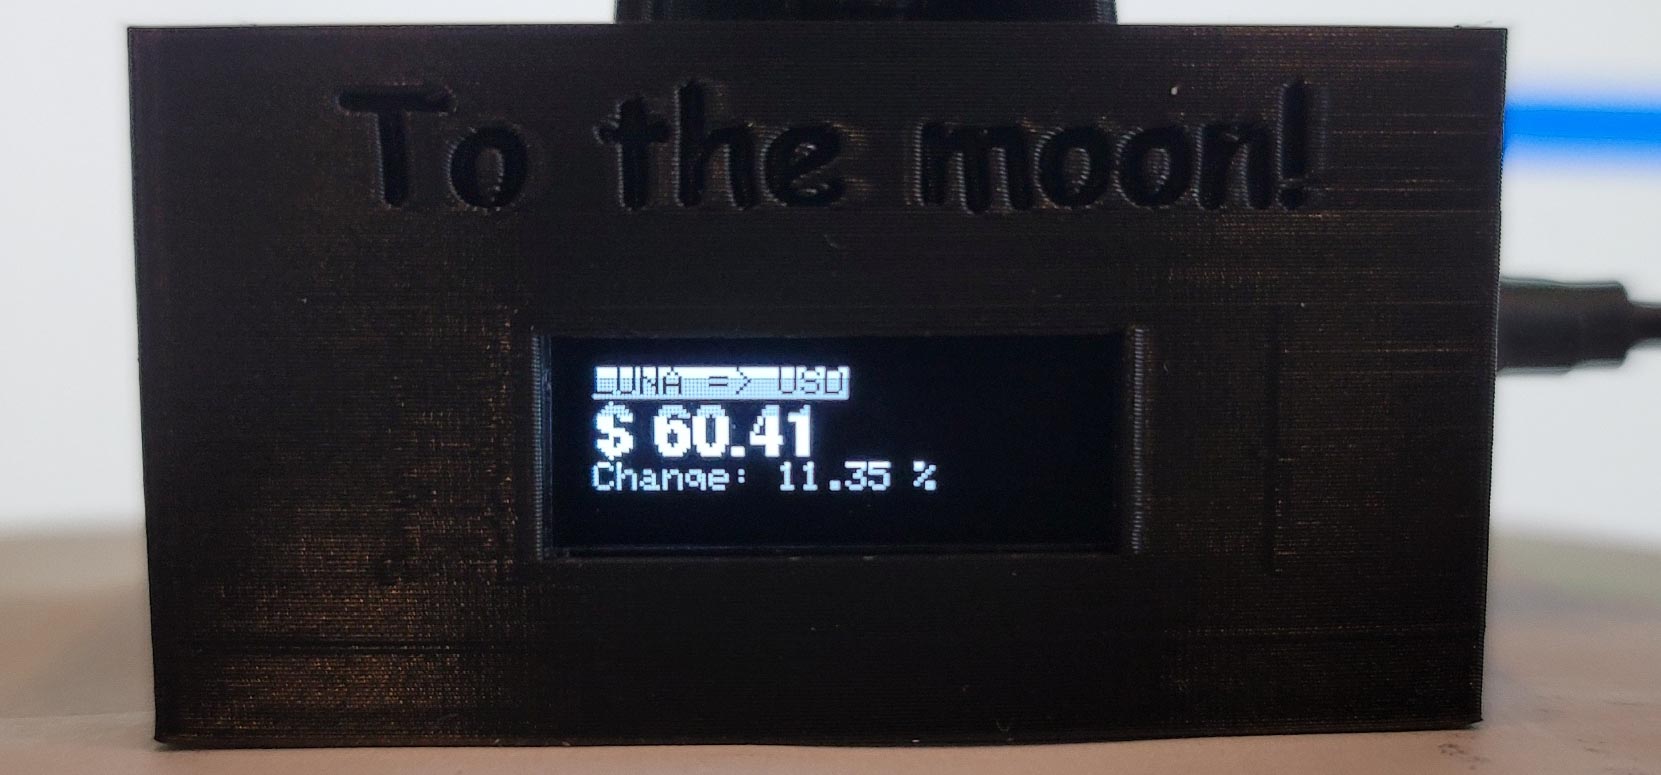 To the moon!
LUNA => USD
$ 60.41
Change: 11.35 %